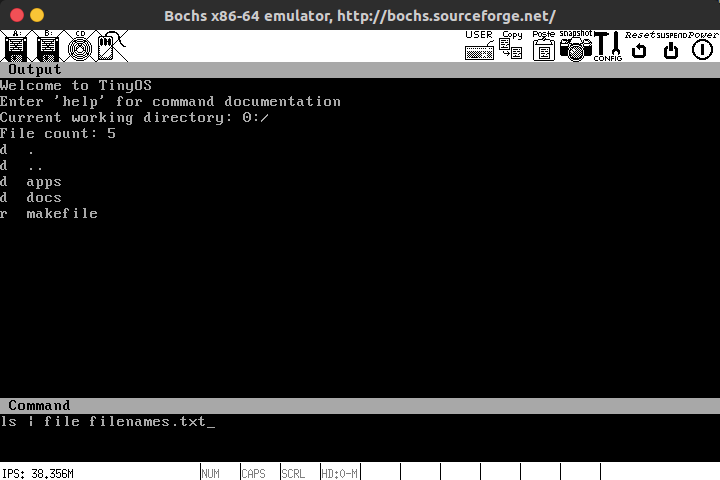 Bochs x86-64 emulator, http://bochs.sourceforge.net/
A: B: CD USER Copy Paste snapshot CONFIG Reset SUSPEND Power
Output
Welcome to TinyOS
Enter 'help' for command documentation
Current working directory: 0:/
File count: 5
d .
d ..
d apps
d docs
r makefile
Command
ls | file filenames.txt_
IPS: 38.356M NUM CAPS SCRL HD:0-M